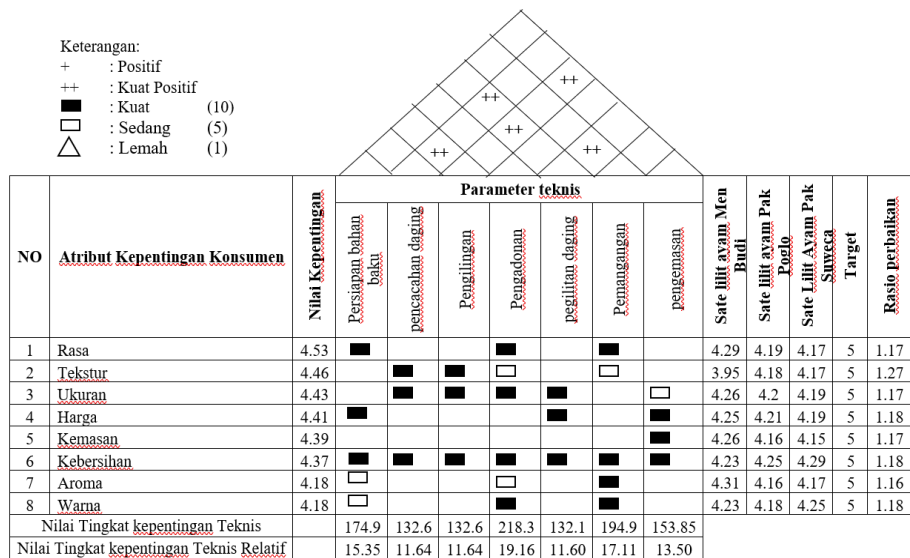 Keterangan:
+ : Positif
++ : Kuat Positif
: Kuat (10)
: Sedang (5)
: Lemah (1)
++
++
++
++
++
NO Atribut Kepentingan Konsumen Nilai Kepentingan Parameter teknis Sate lilit ayam Men Budi Sate lilit ayam Pak Poglo Sate Lilit Ayam Pak Suweca Target Rasio perbaikan
Persiapan bahan baku pencacahan daging Pengilingan Pengadonan pegilitan daging Pemangangan pengemasan
1 Rasa 4.53 4.29 4.19 4.17 5 1.17
2 Tekstur 4.46 3.95 4.18 4.17 5 1.27
3 Ukuran 4.43 4.26 4.2 4.19 5 1.17
4 Harga 4.41 4.25 4.21 4.19 5 1.18
5 Kemasan 4.39 4.26 4.16 4.15 5 1.17
6 Kebersihan 4.37 4.23 4.25 4.29 5 1.18
7 Aroma 4.18 4.31 4.16 4.17 5 1.16
8 Warna 4.18 4.23 4.18 4.25 5 1.18
Nilai Tingkat kepentingan Teknis 174.9 132.6 132.6 218.3 132.1 194.9 153.85
Nilai Tingkat kepentingan Teknis Relatif 15.35 11.64 11.64 19.16 11.60 17.11 13.50